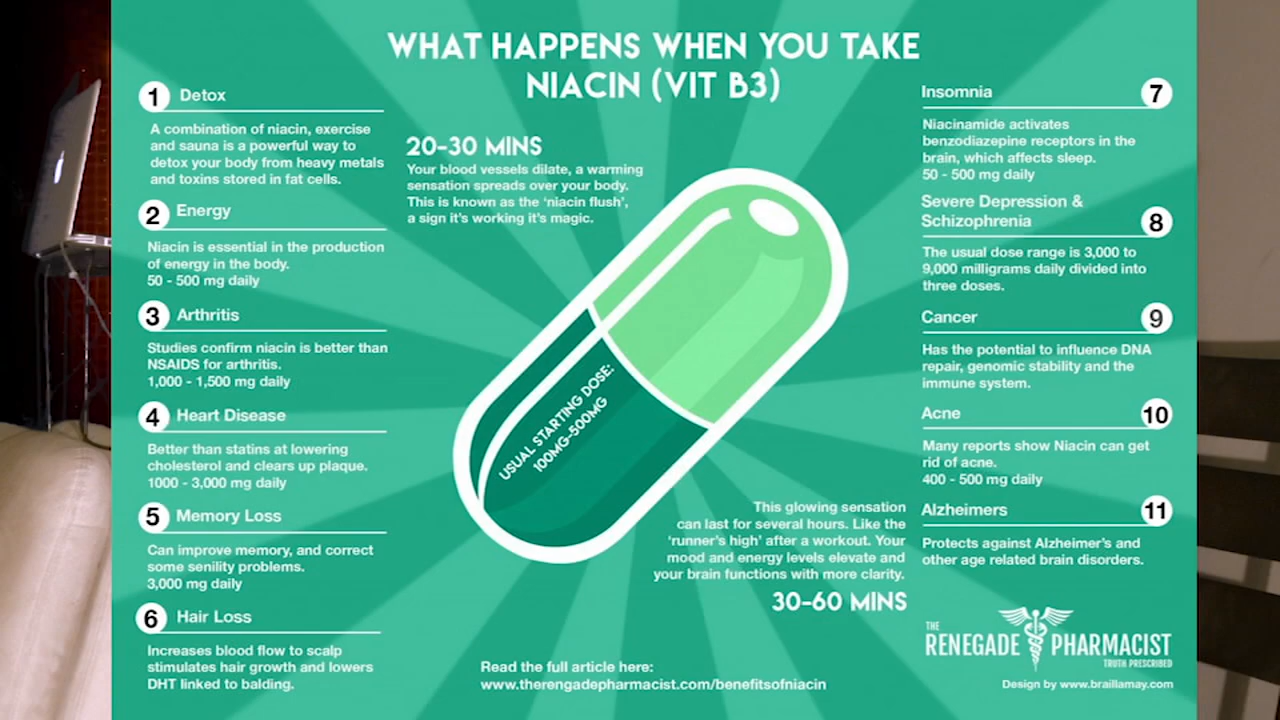 WHAT HAPPENS WHEN YOU TAKE
NIACIN (VIT B3)
1 Detox
A combination of niacin, exercise
and sauna is a powerful way to
detox your body from heavy metals
and toxins stored in fat cells.
2 Energy
Niacin is essential in the production
of energy in the body.
50 - 500 mg daily
3 Arthritis
Studies confirm niacin is better than
NSAIDS for arthritis.
1,000 - 1,500 mg daily
4 Heart Disease
Better than statins at lowering
cholesterol and clears up plaque.
1000 - 3,000 mg daily
5 Memory Loss
Can improve memory, and correct
some senility problems.
3,000 mg daily
6 Hair Loss
Increases blood flow to scalp
stimulates hair growth and lowers
DHT linked to balding.
20-30 MINS
Your blood vessels dilate, a warming
sensation spreads over your body.
This is known as the 'niacin flush',
a sign it's working it's magic.
USUAL STARTING DOSE:
100MG-500MG
This glowing sensation
can last for several hours. Like the
'runner's high' after a workout. Your
mood and energy levels elevate and
your brain functions with more clarity.
30-60 MINS
Read the full article here:
www.therengadepharmacist.com/benefitsofniacin
Insomnia 7
Niacinamide activates
benzodiazepine receptors in the
brain, which affects sleep.
50 - 500 mg daily
Severe Depression &
Schizophrenia 8
The usual dose range is 3,000 to
9,000 milligrams daily divided into
three doses.
Cancer 9
Has the potential to influence DNA
repair, genomic stability and the
immune system.
Acne 10
Many reports show Niacin can get
rid of acne.
400 - 500 mg daily
Alzheimers 11
Protects against Alzheimer's and
other age related brain disorders.
THE
RENEGADE PHARMACIST
TRUTH PRESCRIBED
Design by www.braillamay.com